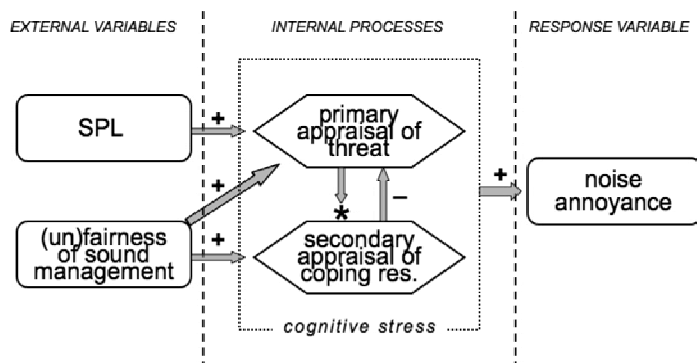 EXTERNAL VARIABLES
INTERNAL PROCESSES
RESPONSE VARIABLE
SPL
+
primary
appraisal of
threat
+
+
noise
annoyance
*
–
(un)fairness
of sound
management
+
secondary
appraisal of
coping res.
cognitive stress